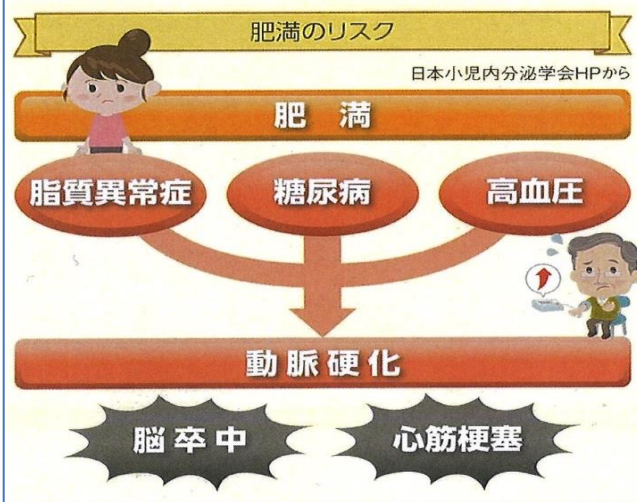 肥満のリスク
日本小児内分泌学会HPから
肥 満
脂質異常症 糖尿病 高血圧
動脈硬化
脳卒中 心筋梗塞